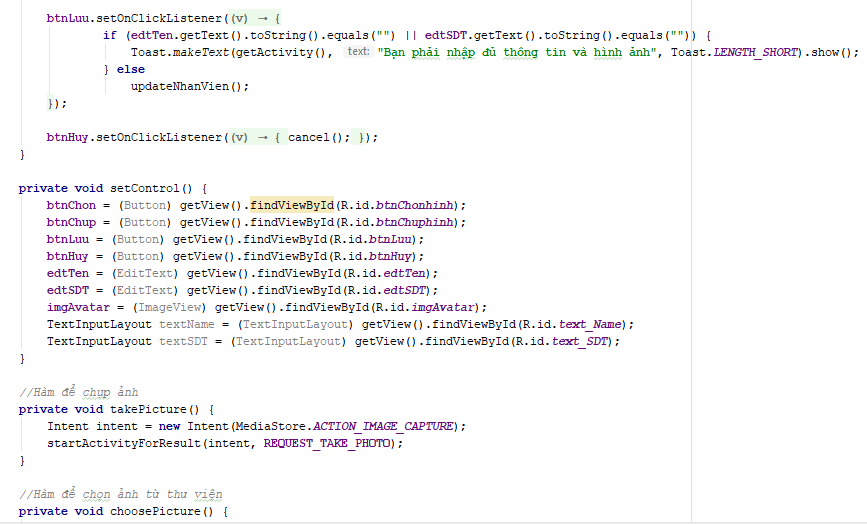 btnLuu.setOnClickListener((v) → {
if (edtTen.getText().toString().equals("") || edtSDT.getText().toString().equals("")) {
Toast.makeText(getActivity(), text: "Bạn phải nhập đủ thông tin và hình ảnh", Toast.LENGTH_SHORT).show();
} else
updateNhanVien();
});
btnHuy.setOnClickListener((v) → { cancel(); });
}
private void setControl() {
btnChon = (Button) getView().findViewById(R.id.btnChonhinh);
btnChup = (Button) getView().findViewById(R.id.btnChuphinh);
btnLuu = (Button) getView().findViewById(R.id.btnLuu);
btnHuy = (Button) getView().findViewById(R.id.btnHuy);
edtTen = (EditText) getView().findViewById(R.id.edtTen);
edtSDT = (EditText) getView().findViewById(R.id.edtSDT);
imgAvatar = (ImageView) getView().findViewById(R.id.imgAvatar);
TextInputLayout textName = (TextInputLayout) getView().findViewById(R.id.text_Name);
TextInputLayout textSDT = (TextInputLayout) getView().findViewById(R.id.text_SDT);
}
//Hàm để chụp ảnh
private void takePicture() {
Intent intent = new Intent(MediaStore.ACTION_IMAGE_CAPTURE);
startActivityForResult(intent, REQUEST_TAKE_PHOTO);
}
//Hàm để chọn ảnh từ thư viện
private void choosePicture() {